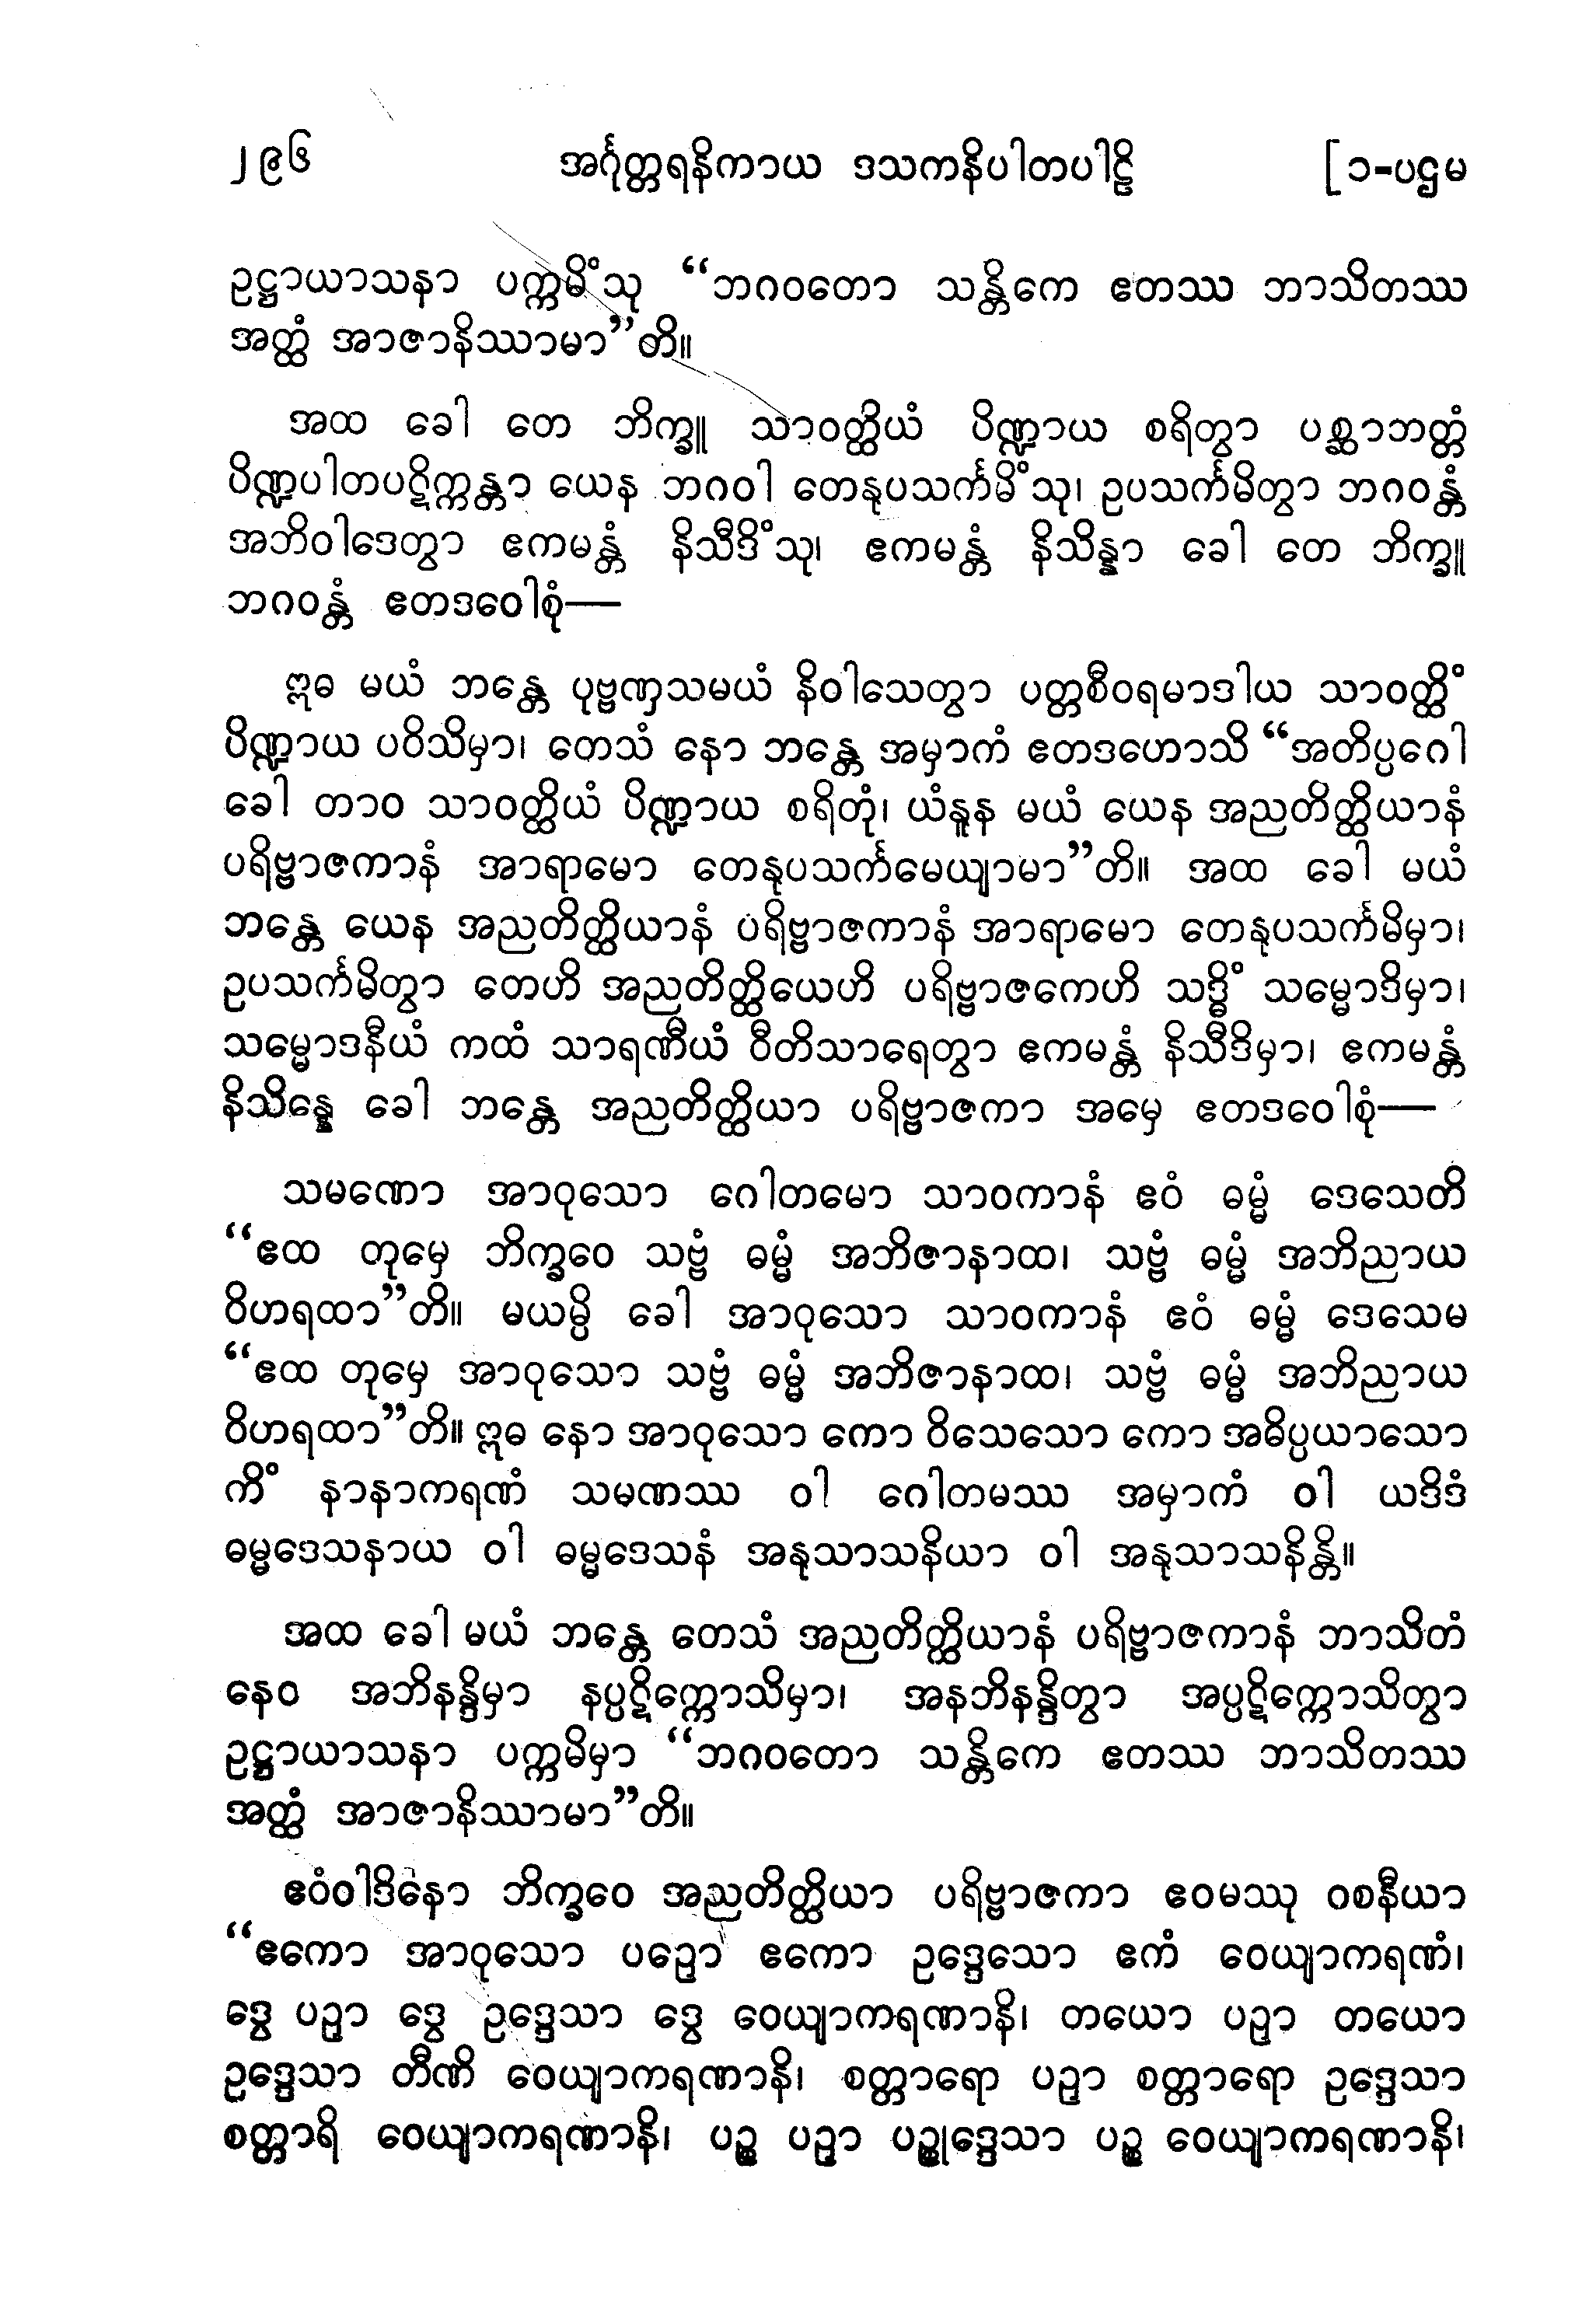 ၂၉၆ အင်္ဂုတ္တရနိကာယ ဒသကနိပါတပါဠိ [ ၁-ပဌမ
ဥဋ္ဌာယာသနာ ပက္ကမိံသု “ဘဂဝတော သန္တိကေ ဧတဿ ဘာသိတဿ
အတ္ထံ အာဇာနိဿာမာ”တိ။
အထ ခေါ တေ ဘိက္ခူ သာဝတ္ထိယံ ပိဏ္ဍာယ စရိတွာ ပစ္ဆာဘတ္တံ
ပိဏ္ဍပါတပဋိက္ကန္တာ ယေန ဘဂဝါ တေနုပသင်္ကမိံသု၊ ဥပသင်္ကမိတွာ ဘဂဝန္တံ
အဘိဝါဒေတွာ ဧကမန္တံ နိသီဒိံသု၊ ဧကမန္တံ နိသိန္နာ ခေါ တေ ဘိက္ခူ
ဘဂဝန္တံ ဧတဒဝေါစုံ—
ဣဓ မယံ ဘန္တေ ပုဗ္ဗဏှသမယံ နိဝါသေတွာ ပတ္တစီဝရမာဒါယ သာဝတ္ထိံ
ပိဏ္ဍာယ ပဝိသိမှာ၊ တေသံ နော ဘန္တေ အမှာကံ ဧတဒဟောသိ “အတိပ္ပဂေါ
ခေါ တာဝ သာဝတ္ထိယံ ပိဏ္ဍာယ စရိတုံ၊ ယံနူန မယံ ယေန အညတိတ္ထိယာနံ
ပရိဗ္ဗာဇကာနံ အာရာမော တေနုပသင်္ကမေယျာမာ”တိ။ အထ ခေါ မယံ
ဘန္တေ ယေန အညတိတ္ထိယာနံ ပရိဗ္ဗာဇကာနံ အာရာမော တေနုပသင်္ကမိမှာ၊
ဥပသင်္ကမိတွာ တေဟိ အညတိတ္ထိယေဟိ ပရိဗ္ဗာဇကေဟိ သဒ္ဓိံ သမ္မောဒိမှာ၊
သမ္မောဒနီယံ ကထံ သာရဏီယံ ဝီတိသာရေတွာ ဧကမန္တံ နိသီဒိမှာ၊ ဧကမန္တံ
နိသိန္နေ ခေါ ဘန္တေ အညတိတ္ထိယာ ပရိဗ္ဗာဇကာ အမှေ ဧတဒဝေါစုံ—
သမဏော အာဝုသော ဂေါတမော သာဝကာနံ ဧဝံ ဓမ္မံ ဒေသေတိ
“ဧထ တုမှေ ဘိက္ခဝေ သဗ္ဗံ ဓမ္မံ အဘိဇာနာထ၊ သဗ္ဗံ ဓမ္မံ အဘိညာယ
ဝိဟရထာ”တိ။ မယမ္ပိ ခေါ အာဝုသော သာဝကာနံ ဧဝံ ဓမ္မံ ဒေသေမ
“ဧထ တုမှေ အာဝုသော သဗ္ဗံ ဓမ္မံ အဘိဇာနာထ၊ သဗ္ဗံ ဓမ္မံ အဘိညာယ
ဝိဟရထာ”တိ။ ဣဓ နော အာဝုသော ကော ဝိသေသော ကော အဓိပ္ပယာသော
ကိံ နာနာကရဏံ သမဏဿ ဝါ ဂေါတမဿ အမှာကံ ဝါ ယဒိဒံ
ဓမ္မဒေသနာယ ဝါ ဓမ္မဒေသနံ အနုသာသနိယာ ဝါ အနုသာသနိန္တိ။
အထ ခေါ မယံ ဘန္တေ တေသံ အညတိတ္ထိယာနံ ပရိဗ္ဗာဇကာနံ ဘာသိတံ
နေဝ အဘိနန္ဒိမှာ နပ္ပဋိက္ကောသိမှာ၊ အနဘိနန္ဒိတွာ အပ္ပဋိက္ကောသိတွာ
ဥဋ္ဌာယာသနာ ပက္ကမိမှာ “ဘဂဝတော သန္တိကေ ဧတဿ ဘာသိတဿ
အတ္ထံ အာဇာနိဿာမာ”တိ။
ဧဝံဝါဒိနော ဘိက္ခဝေ အညတိတ္ထိယာ ပရိဗ္ဗာဇကာ ဧဝမဿု ဝစနီယာ
“ဧကော အာဝုသော ပဉှော ဧကော ဥဒ္ဒေသော ဧကံ ဝေယျာကရဏံ၊
ဒွေ ပဉှာ ဒွေ ဥဒ္ဒေသာ ဒွေ ဝေယျာကရဏာနိ၊ တယော ပဉှာ တယော
ဥဒ္ဒေသာ တီဏိ ဝေယျာကရဏာနိ၊ စတ္တာရော ပဉှာ စတ္တာရော ဥဒ္ဒေသာ
စတ္တာရိ ဝေယျာကရဏာနိ၊ ပဉ္စ ပဉှာ ပဉ္စုဒ္ဒေသာ ပဉ္စ ဝေယျာကရဏာနိ၊